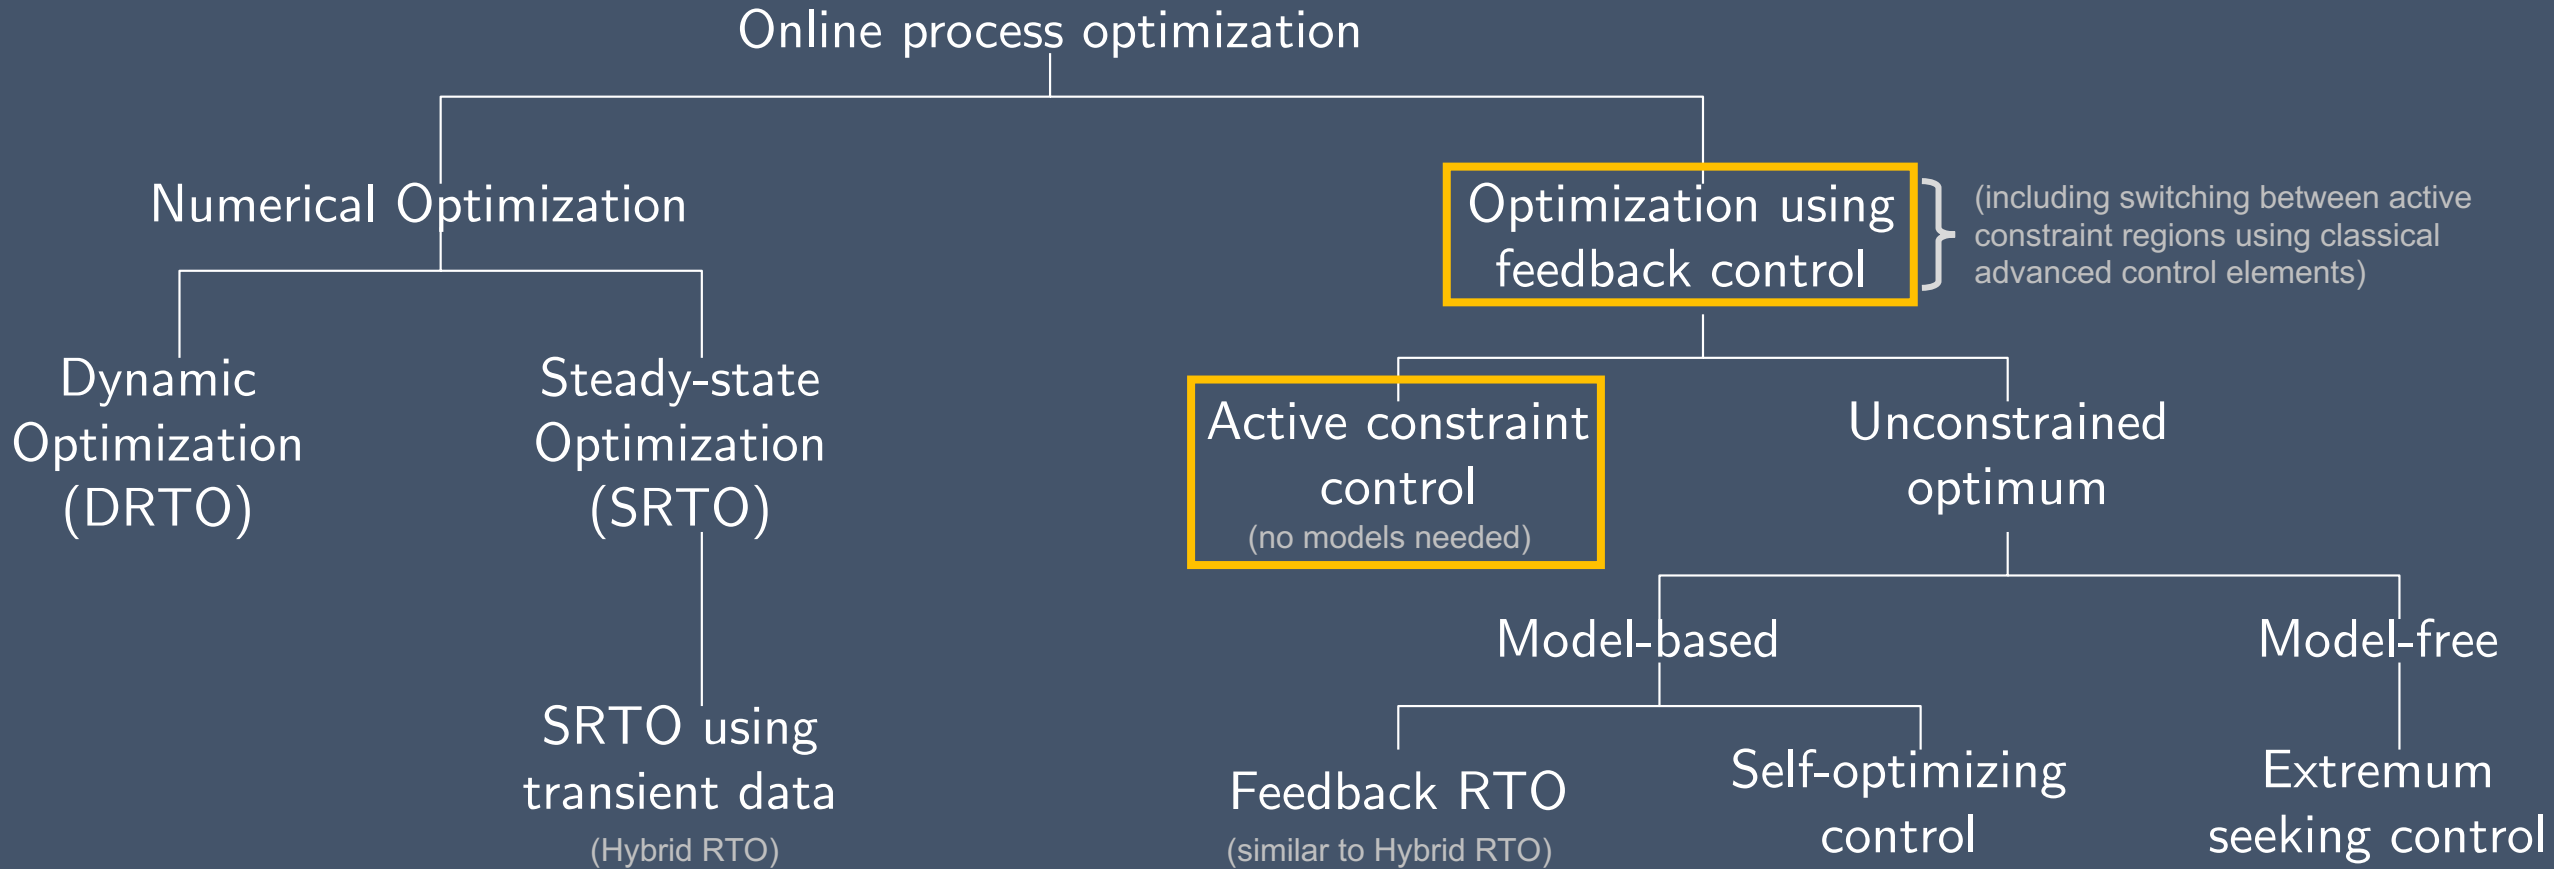 Online process optimization
Numerical Optimization
Optimization using
feedback control
(including switching between active
constraint regions using classical
advanced control elements)
Dynamic
Optimization
(DRTO)
Steady-state
Optimization
(SRTO)
Active constraint
control
(no models needed)
Unconstrained
optimum
Model-based
Model-free
SRTO using
transient data
(Hybrid RTO)
Feedback RTO
(similar to Hybrid RTO)
Self-optimizing
control
Extremum
seeking control